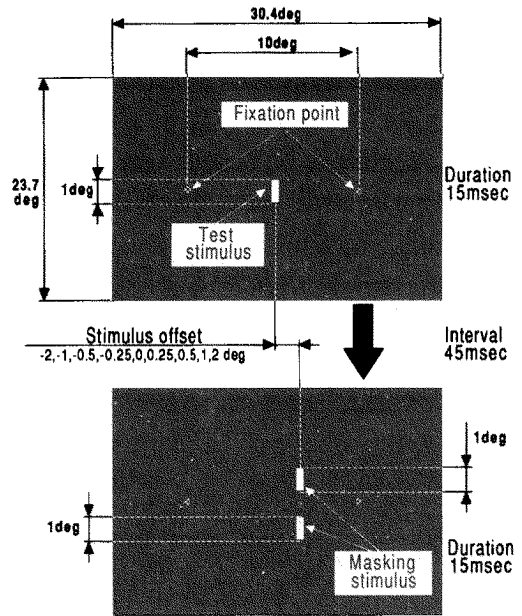 30.4deg
10deg
Fixation point
23.7
deg
1deg
Duration
15msec
Test
stimulus
Stimulus offset
-2,-1,-0.5,-0.25,0,0.25,0.5,1,2 deg
Interval
45msec
1deg
1deg
Duration
15msec
Masking
stimulus